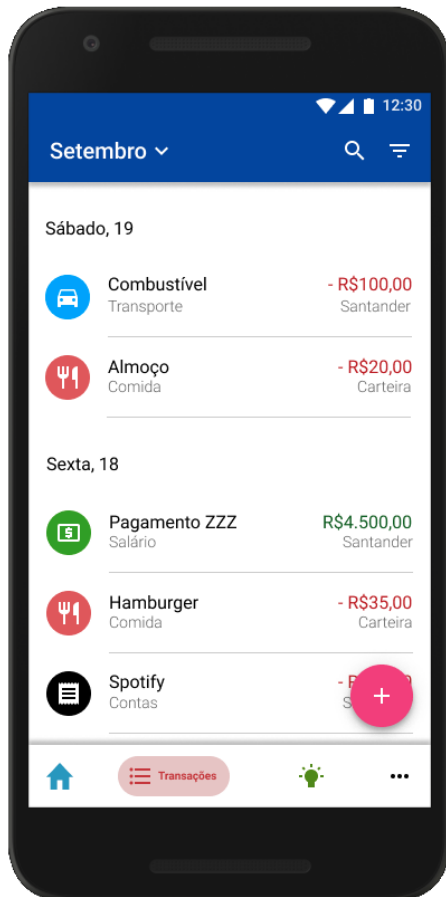 12:30
Setembro
Sábado, 19
Combustível - R$100,00
Transporte Santander
Almoço - R$20,00
Comida Carteira
Sexta, 18
Pagamento ZZZ R$4.500,00
Salário Santander
Hamburger - R$35,00
Comida Carteira
Spotify
Contas
Transações